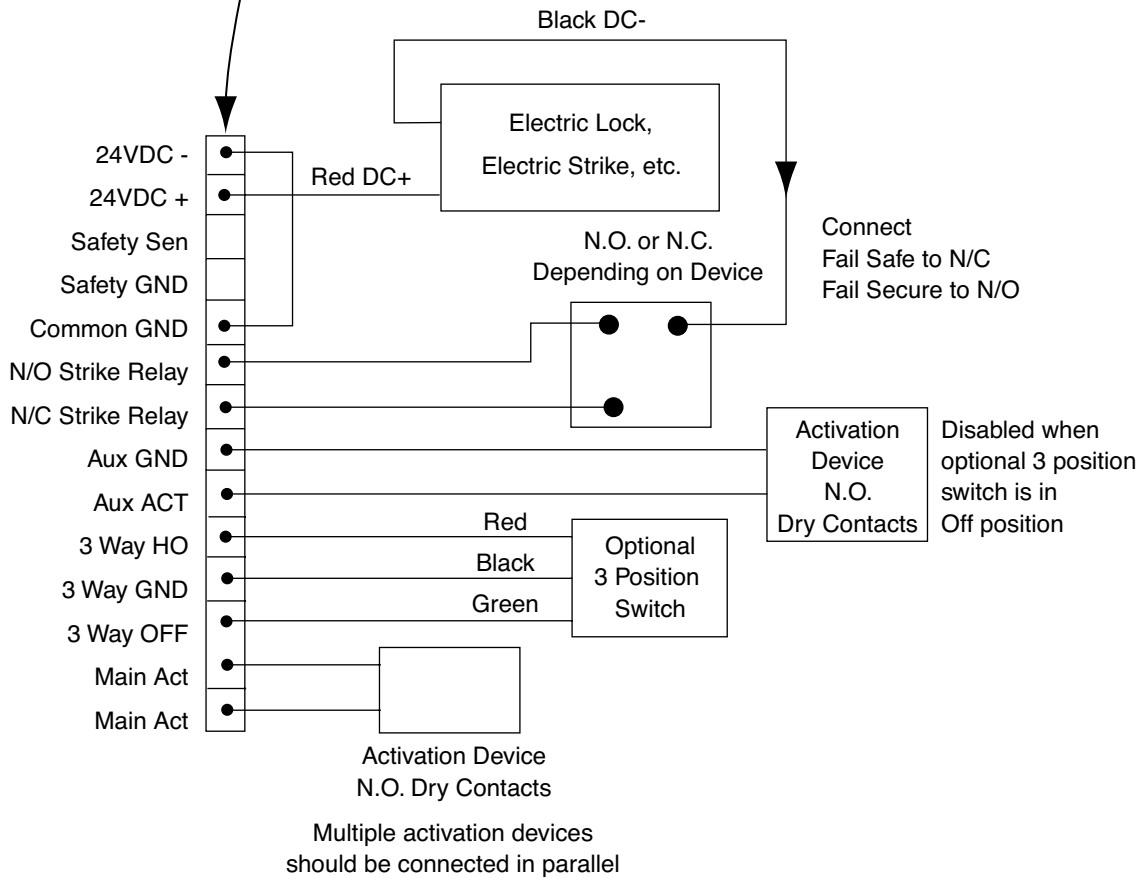 Black DC-
Electric Lock,
Electric Strike, etc.
24VDC -
Red DC+
24VDC +
Safety Sen
Safety GND
Common GND
N/O Strike Relay
N/C Strike Relay
Aux GND
Aux ACT
3 Way HO
3 Way GND
3 Way OFF
Main Act
Main Act
N.O. or N.C.
Depending on Device
Connect
Fail Safe to N/C
Fail Secure to N/O
Activation
Device
N.O.
Dry Contacts
Disabled when
optional 3 position
switch is in
Off position
Red
Black
Green
Optional
3 Position
Switch
Activation Device
N.O. Dry Contacts
Multiple activation devices
should be connected in parallel